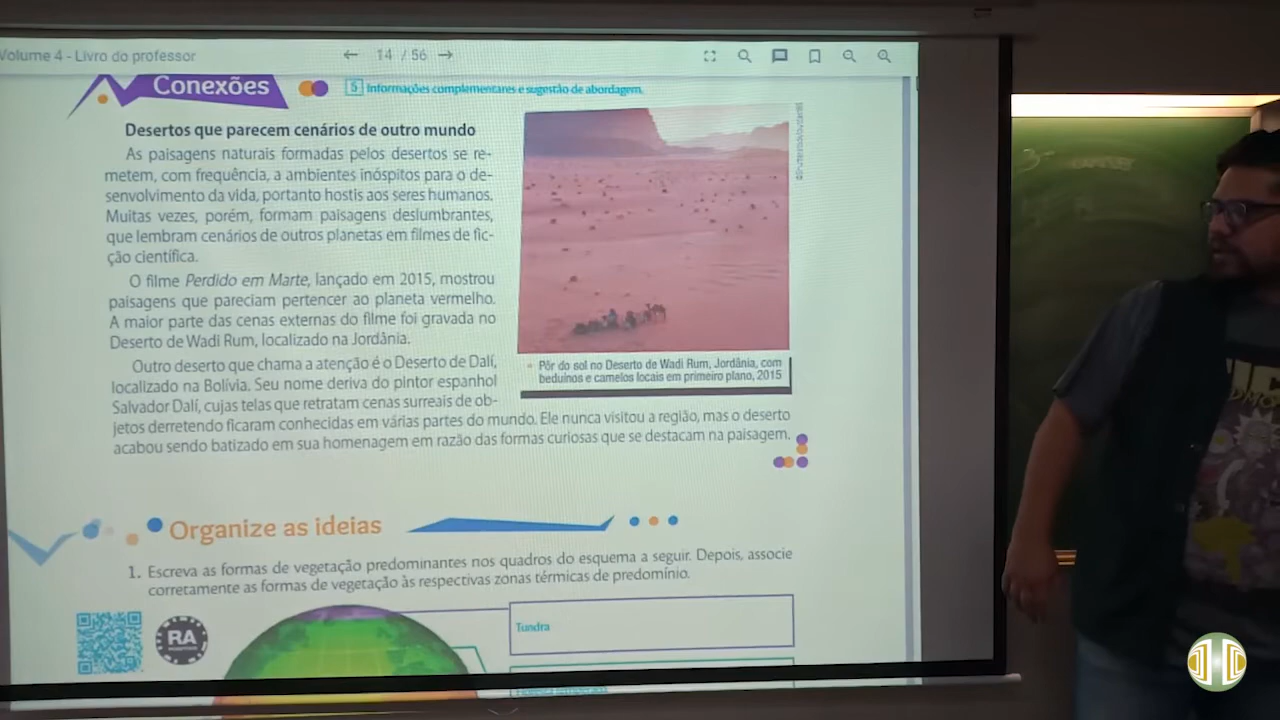 Volume 4 - Livro do professor
14 / 56
Conexões
5 Informações complementares e sugestão de abordagem.
Desertos que parecem cenários de outro mundo
As paisagens naturais formadas pelos desertos se re-
metem, com frequência, a ambientes inóspitos para o de-
senvolvimento da vida, portanto hostis aos seres humanos.
Muitas vezes, porém, formam paisagens deslumbrantes,
que lembram cenários de outros planetas em filmes de fic-
ção científica.
O filme Perdido em Marte, lançado em 2015, mostrou
paisagens que pareciam pertencer ao planeta vermelho.
A maior parte das cenas externas do filme foi gravada no
Deserto de Wadi Rum, localizado na Jordânia.
Outro deserto que chama a atenção é o Deserto de Dalí,
localizado na Bolívia. Seu nome deriva do pintor espanhol
Salvador Dalí, cujas telas que retratam cenas surreais de ob-
jetos derretendo ficaram conhecidas em várias partes do mundo. Ele nunca visitou a região, mas o deserto
acabou sendo batizado em sua homenagem em razão das formas curiosas que se destacam na paisagem.
Pôr do sol no Deserto de Wadi Rum, Jordânia, com
beduínos e camelos locais em primeiro plano, 2015
Organize as ideias
1. Escreva as formas de vegetação predominantes nos quadros do esquema a seguir. Depois, associe
corretamente as formas de vegetação às respectivas zonas térmicas de predomínio.
RA
Tundra